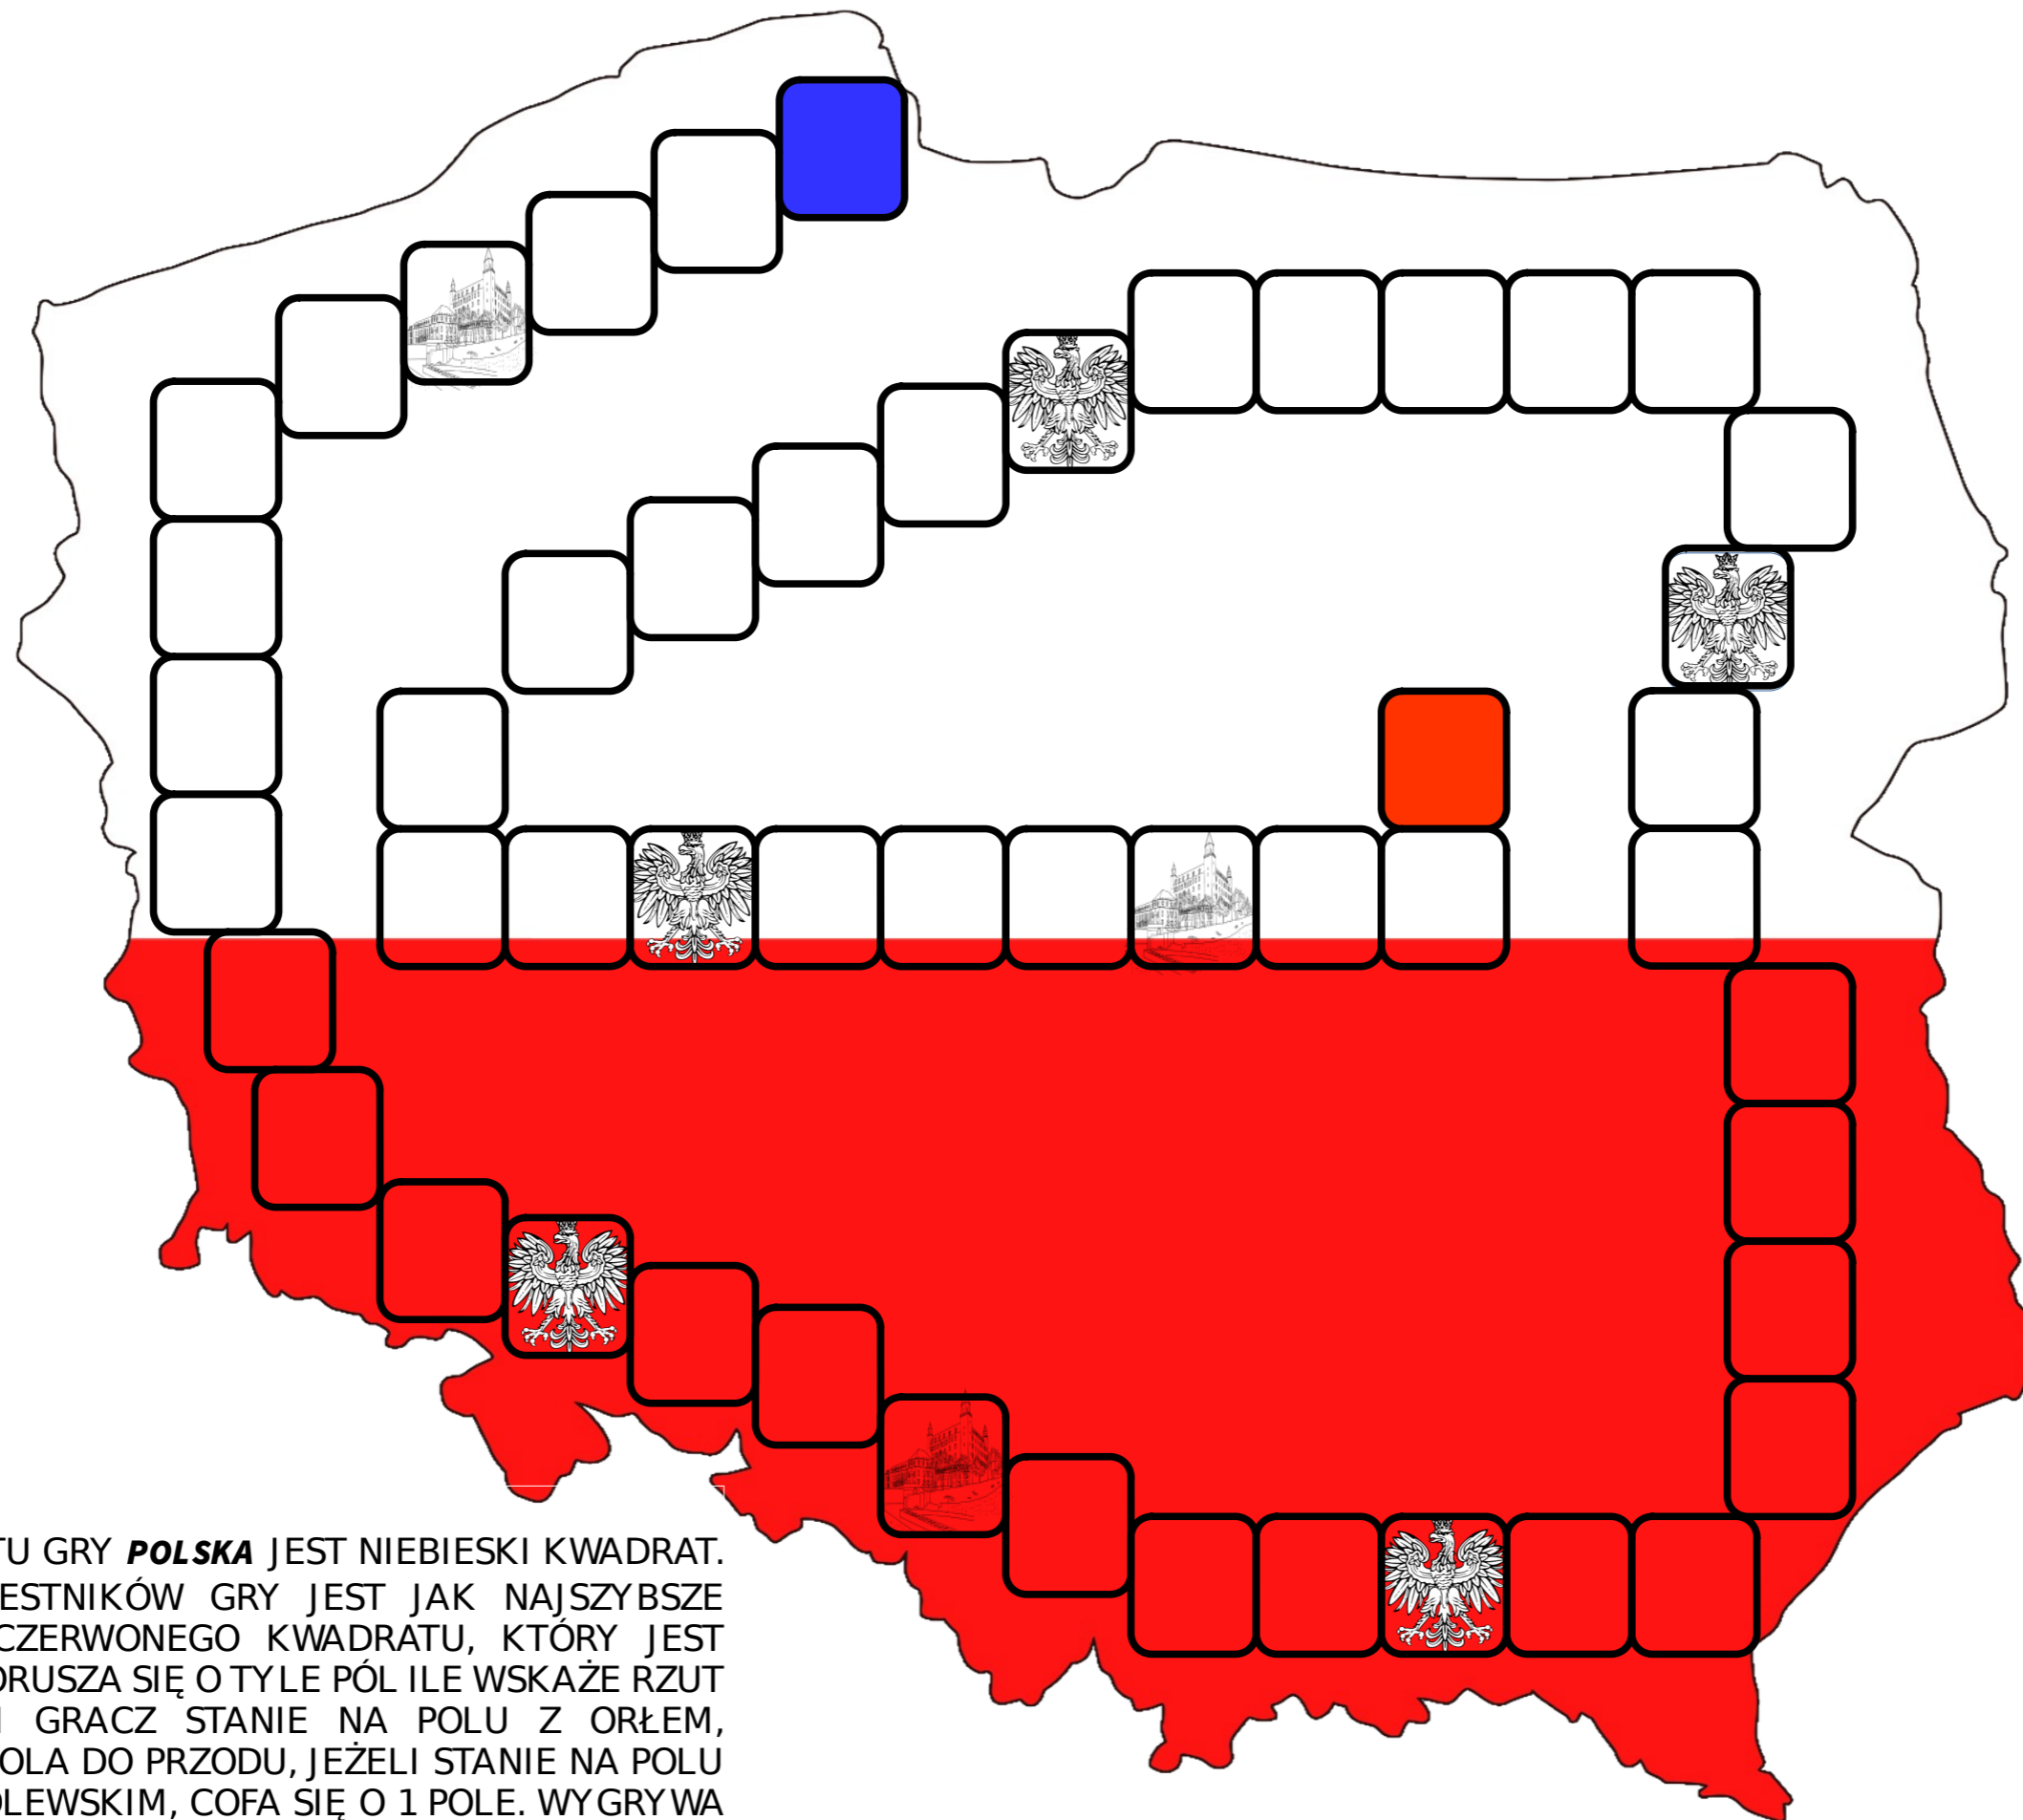 TU GRY POLSKA JEST NIEBIESKI KWADRAT.
ESTNIKÓW GRY JEST JAK NAJSZYBSZE
CZERWONEGO KWADRATU, KTÓRY JEST
ORUSZA SIĘ O TYLE PÓL ILE WSKAŻE RZUT
GRACZ STANIE NA POLU Z ORŁEM,
OLA DO PRZODU, JEŻELI STANIE NA POLU
OLEWSKIM, COFA SIĘ O 1 POLE. WYGRYWA